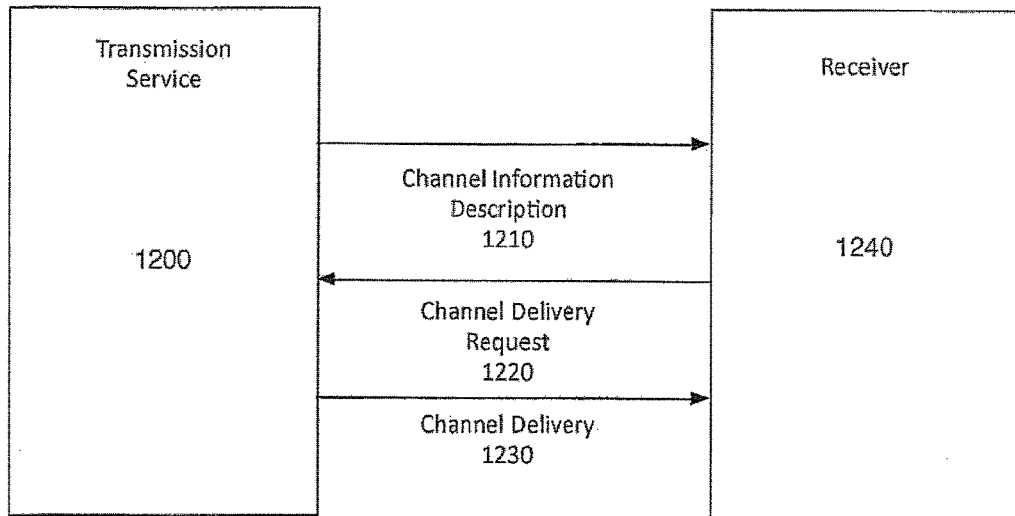 Transmission
Service
1200
Channel Information
Description
1210
Channel Delivery
Request
1220
Channel Delivery
1230
Receiver
1240